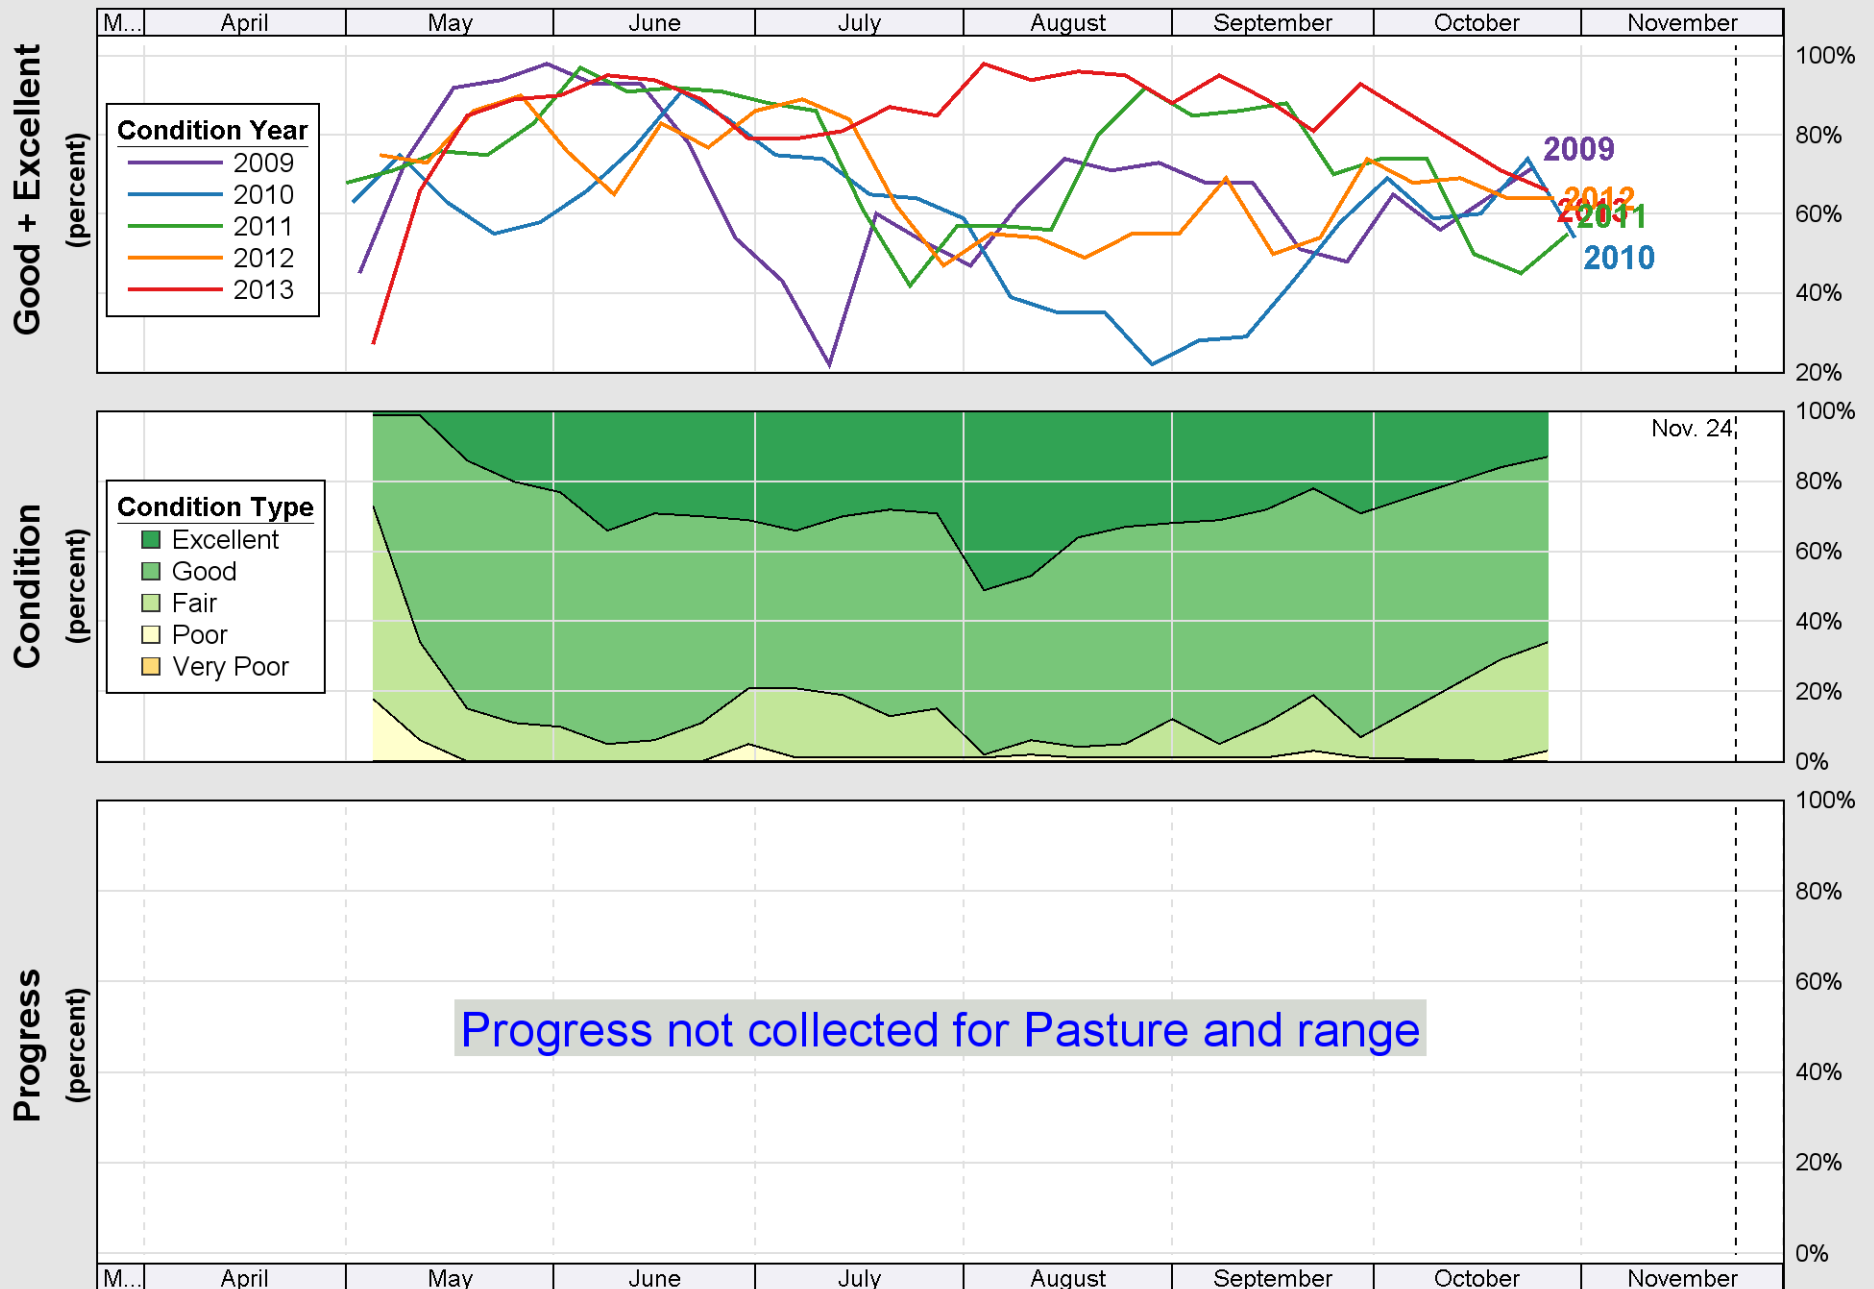 M... April May June July August September October November
Good + Excellent
(percent)
100%
80%
60%
40%
20%
Condition Year
2009
2010
2011
2012
2013
2009
2012
2013
2011
2010
Condition
(percent)
100%
80%
60%
40%
20%
0%
Nov. 24
Condition Type
Excellent
Good
Fair
Poor
Very Poor
Progress
(percent)
100%
80%
60%
40%
20%
0%
Progress not collected for Pasture and range
M... April May June July August September October November